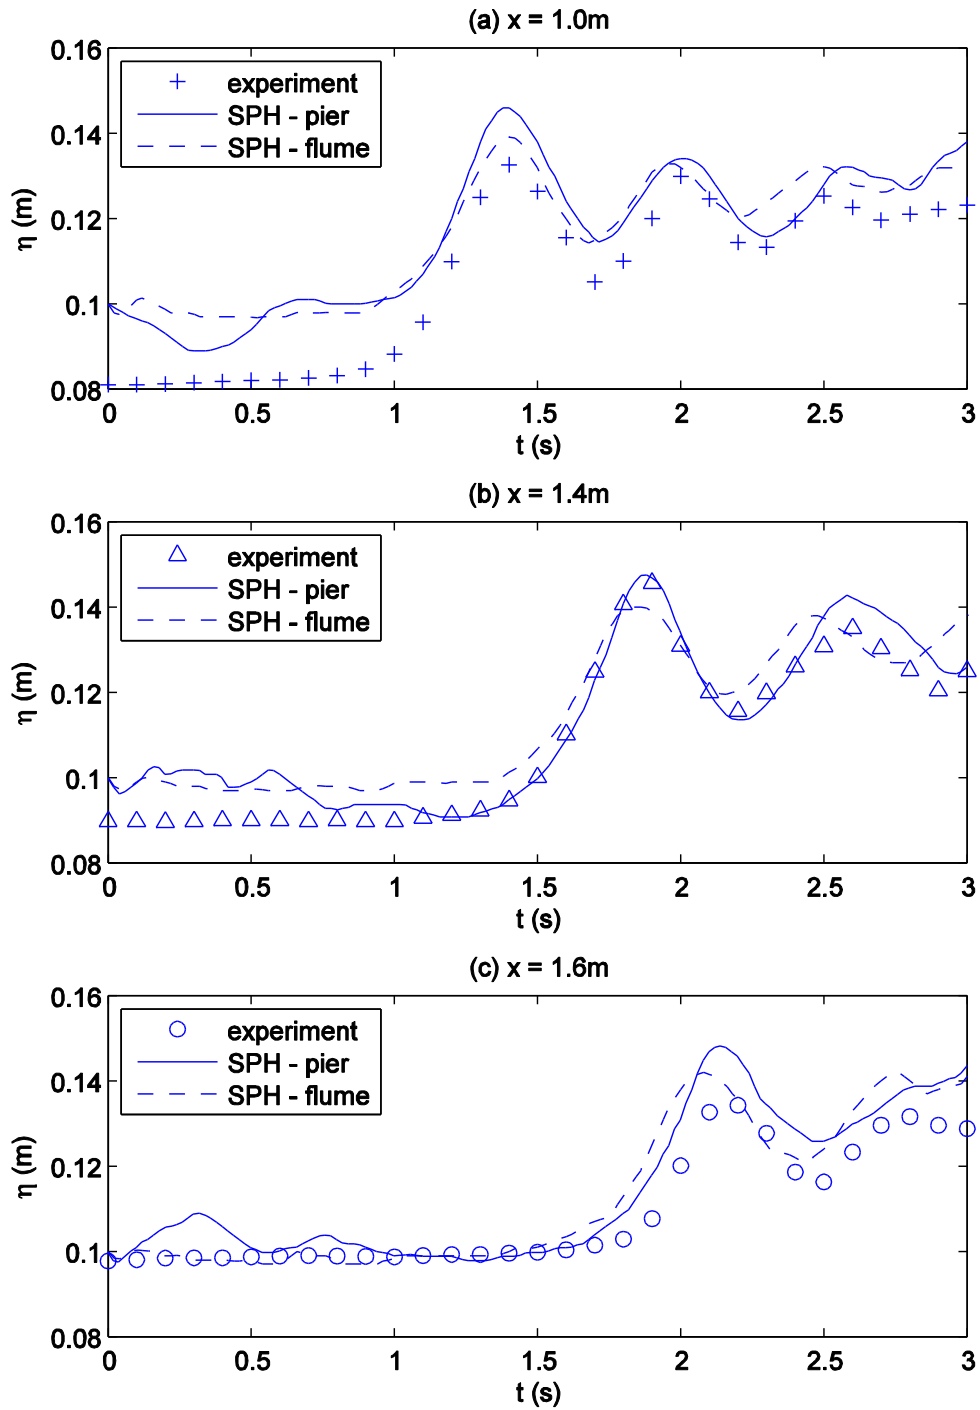 (a) x = 1.0m
0.16
0.14
0.12
0.1
0.08
η (m)
experiment
SPH - pier
SPH - flume
0 0.5 1 1.5 2 2.5 3
t (s)
(b) x = 1.4m
0.16
0.14
0.12
0.1
0.08
η (m)
experiment
SPH - pier
SPH - flume
0 0.5 1 1.5 2 2.5 3
t (s)
(c) x = 1.6m
0.16
0.14
0.12
0.1
0.08
η (m)
experiment
SPH - pier
SPH - flume
0 0.5 1 1.5 2 2.5 3
t (s)